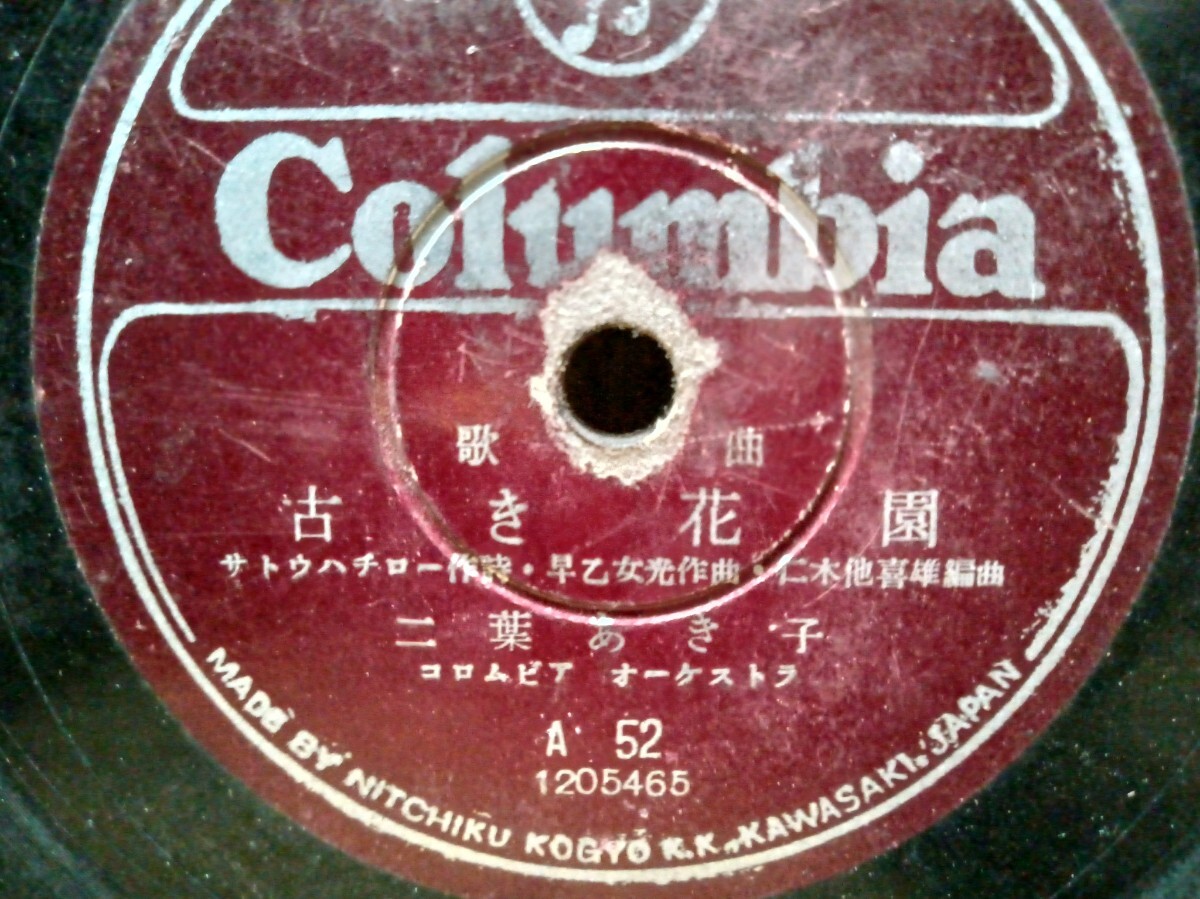 Columbia
歌 曲
古き花園
サトウハチロー作詩・早乙女光作曲・仁木他喜雄編曲
二葉あき子
コロムビア オーケストラ
A 52
1205465
MADE BY NITCHIKU KOGYO K.K., KAWASAKI, JAPAN